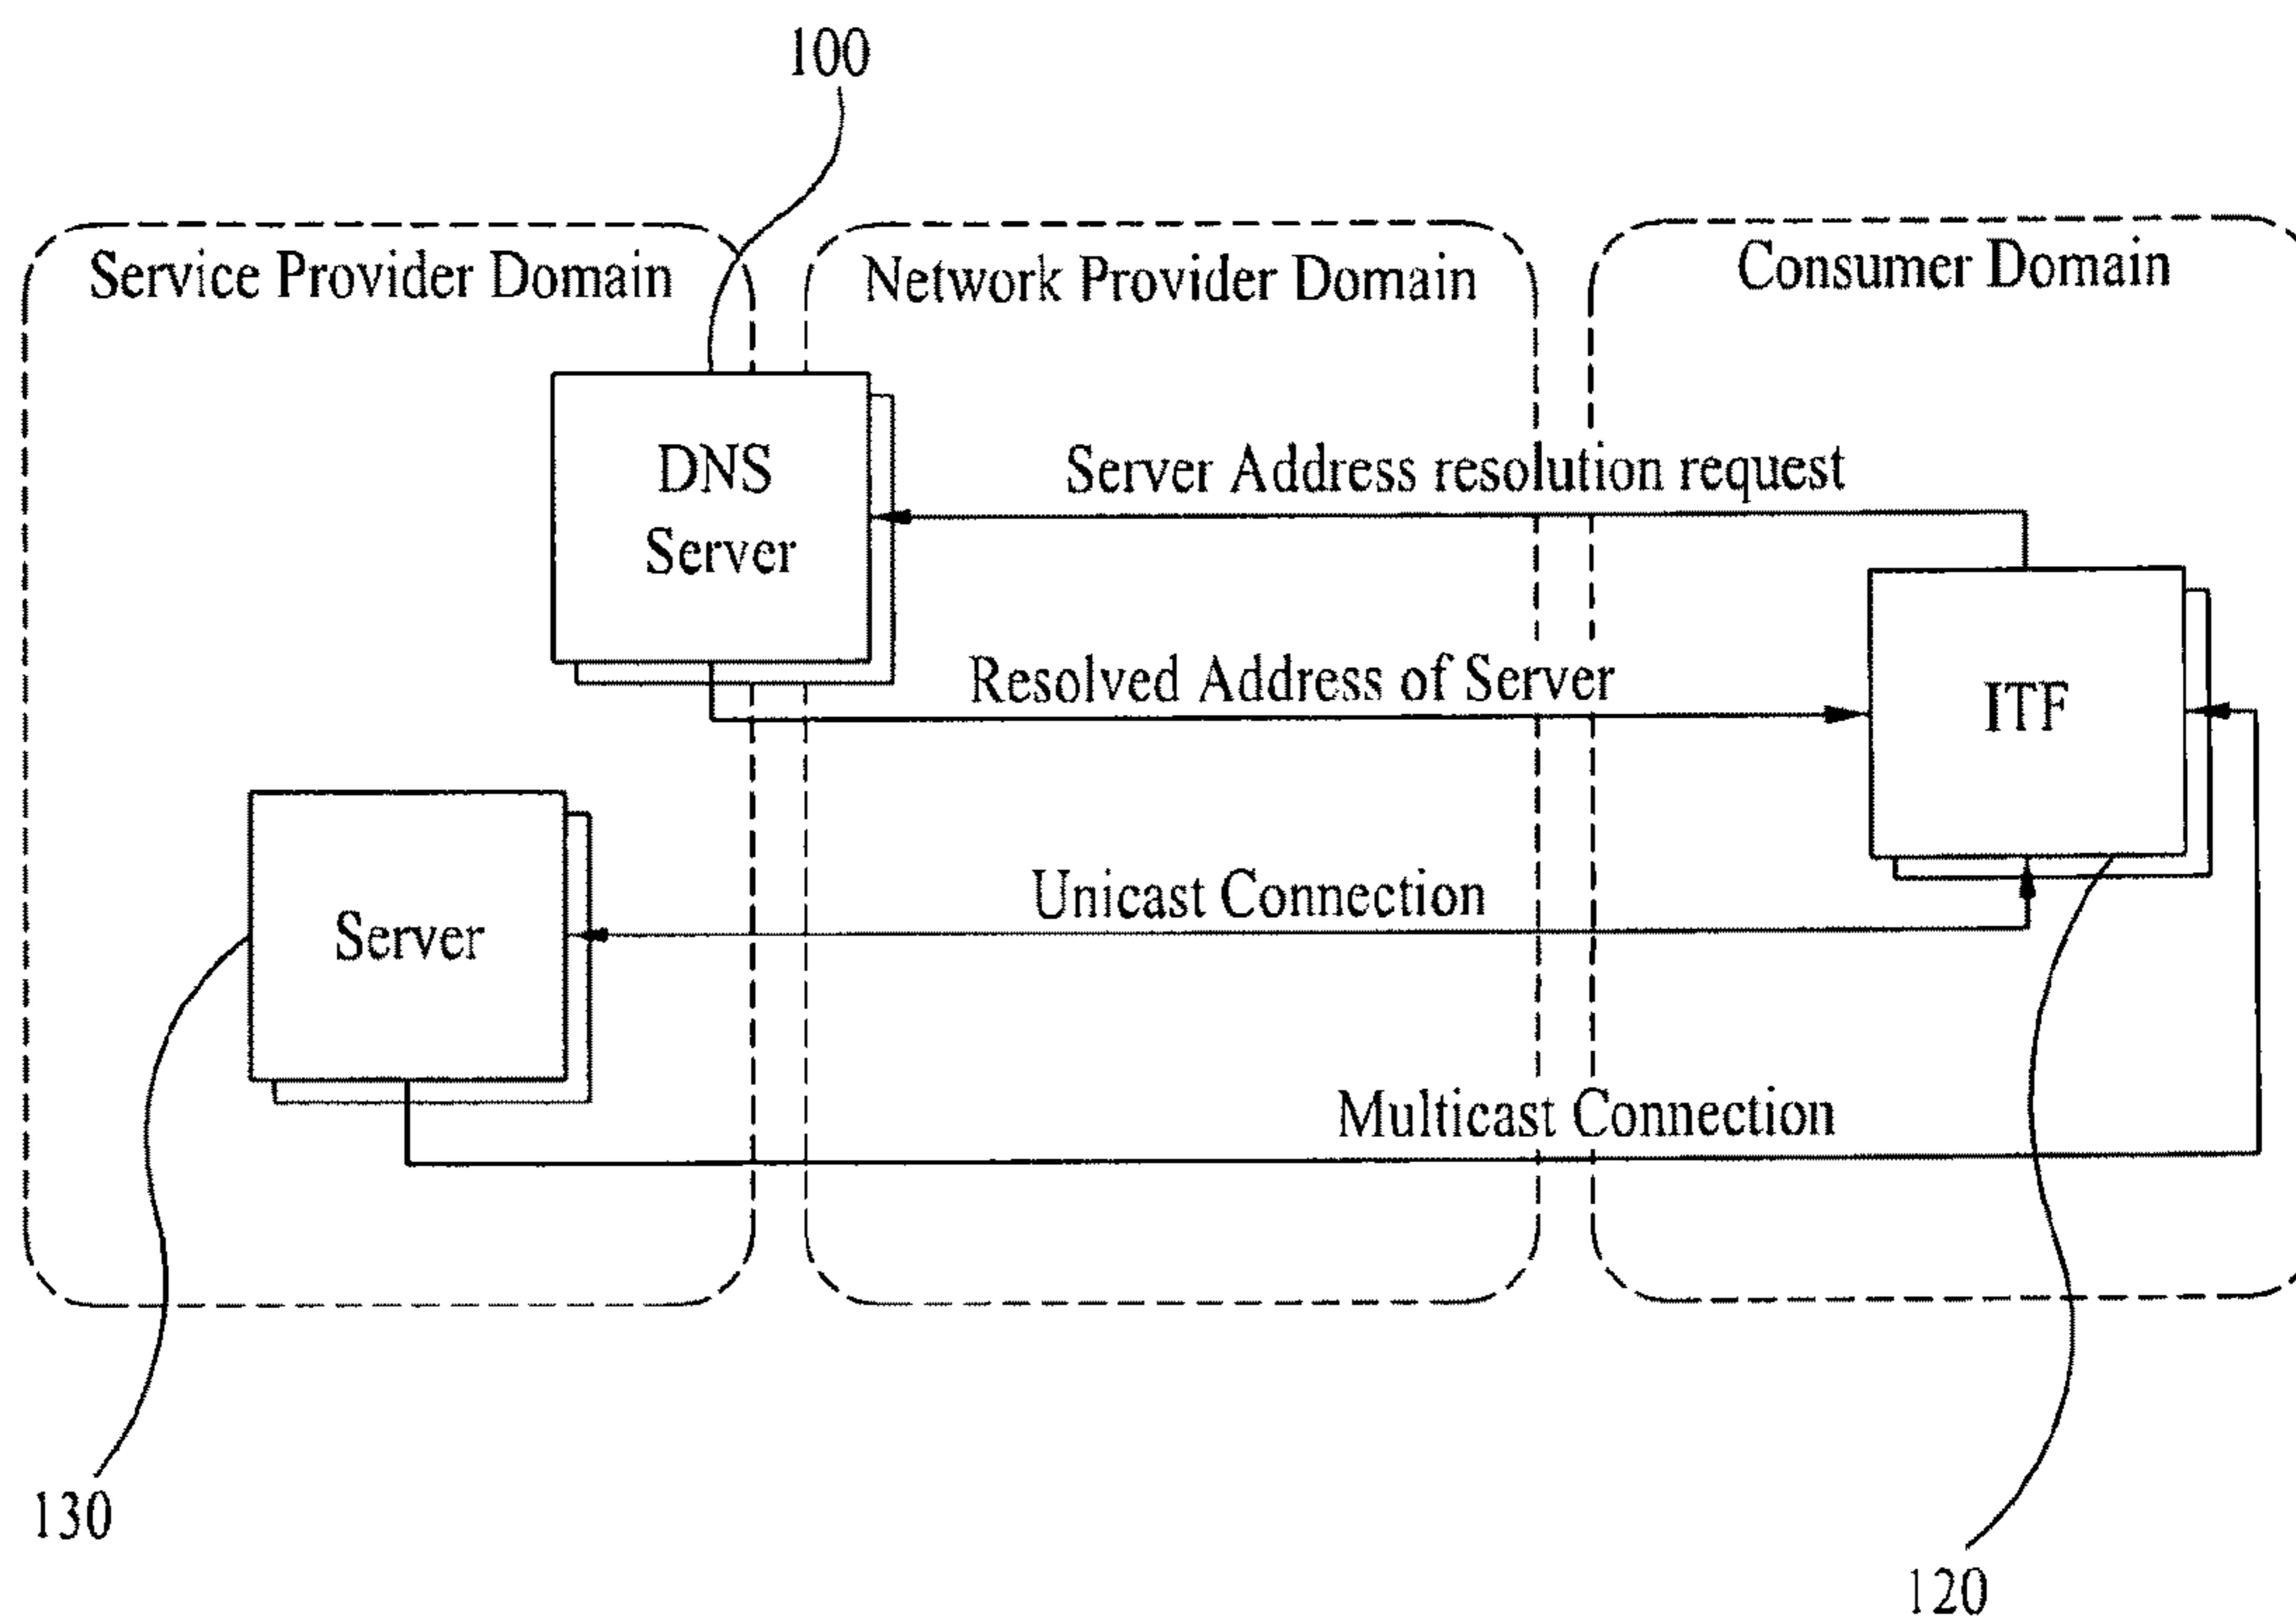 100
Service Provider Domain
Network Provider Domain
Consumer Domain
DNS
Server
Server Address resolution request
Resolved Address of Server
ITF
Server
Unicast Connection
Multicast Connection
130
120